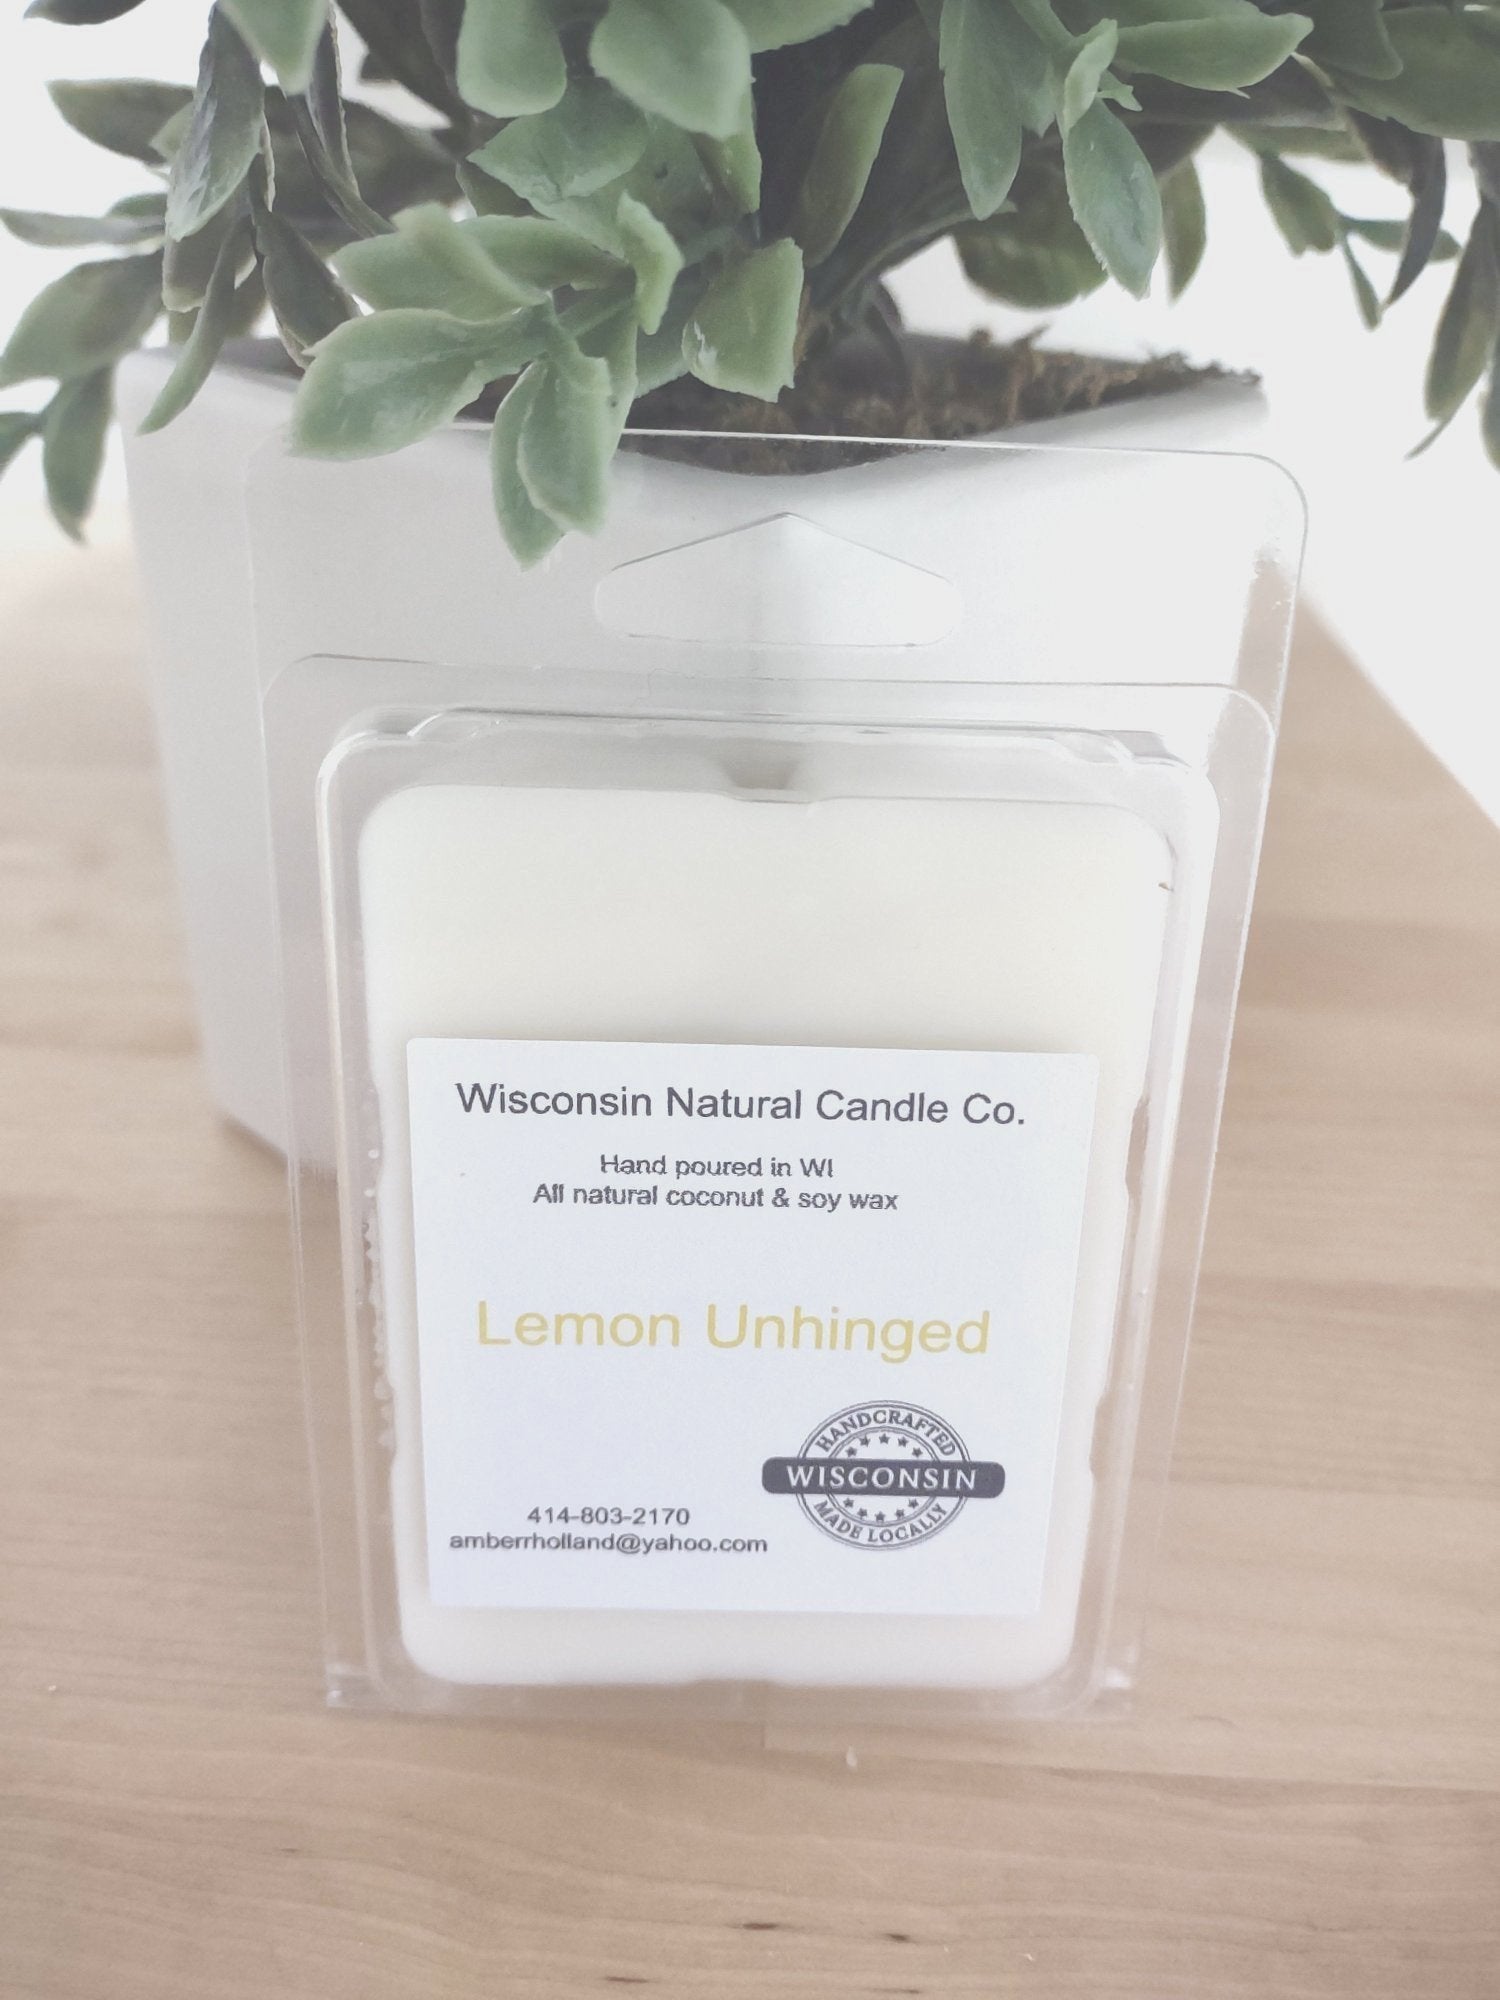 Wisconsin Natural Candle Co.
Hand poured in WI
All natural coconut & soy wax
Lemon Unhinged
HANDCRAFTED
WISCONSIN
MADE LOCALLY
414-803-2170
amberrholland@yahoo.com